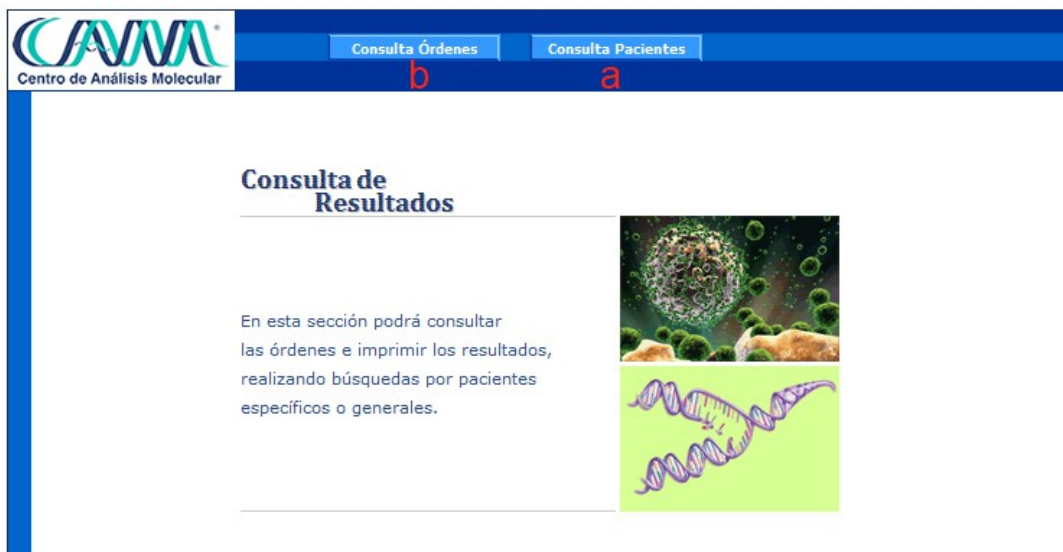 CAM
Centro de Análisis Molecular
Consulta Órdenes
Consulta Pacientes
b
a
Consulta de
Resultados
En esta sección podrá consultar
las órdenes e imprimir los resultados,
realizando búsquedas por pacientes
específicos o generales.